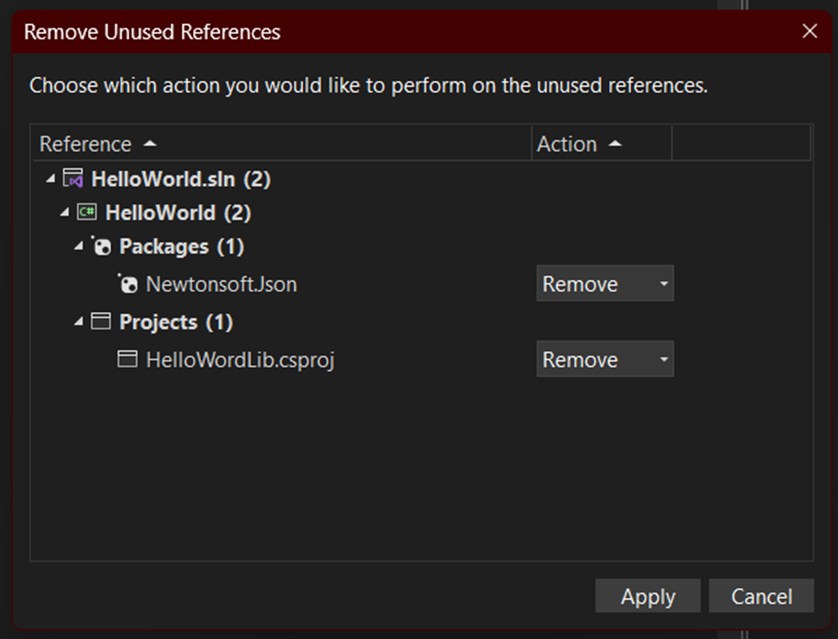 Remove Unused References
Choose which action you would like to perform on the unused references.
Reference Action
HelloWorld.sln (2)
C# HelloWorld (2)
Packages (1)
Newtonsoft.Json Remove
Projects (1)
HelloWordLib.csproj Remove
Apply Cancel